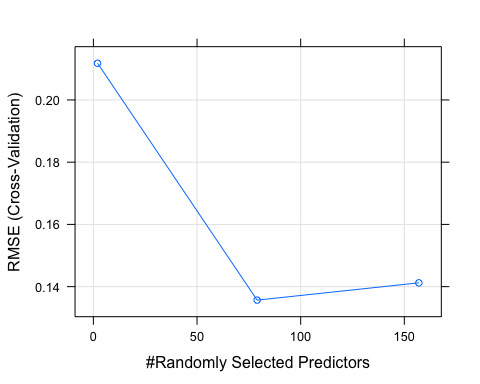 0.20
0.18
0.16
0.14
RMSE (Cross-Validation)
0 50 100 150
#Randomly Selected Predictors